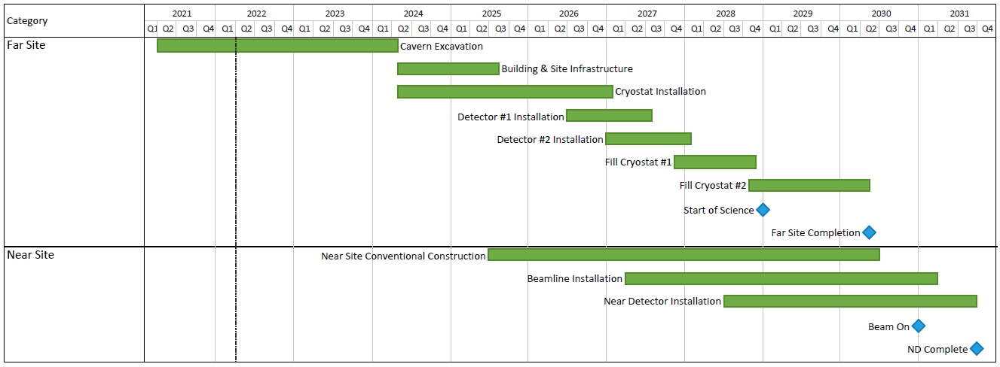 Category
2021 2022 2023 2024 2025 2026 2027 2028 2029 2030 2031
Q1 Q2 Q3 Q4 Q1 Q2 Q3 Q4 Q1 Q2 Q3 Q4 Q1 Q2 Q3 Q4 Q1 Q2 Q3 Q4 Q1 Q2 Q3 Q4 Q1 Q2 Q3 Q4 Q1 Q2 Q3 Q4 Q1 Q2 Q3 Q4 Q1 Q2 Q3 Q4 Q1 Q2 Q3 Q4
Far Site
Cavern Excavation
Building & Site Infrastructure
Cryostat Installation
Detector #1 Installation
Detector #2 Installation
Fill Cryostat #1
Fill Cryostat #2
Start of Science
Far Site Completion
Near Site
Near Site Conventional Construction
Beamline Installation
Near Detector Installation
Beam On
ND Complete